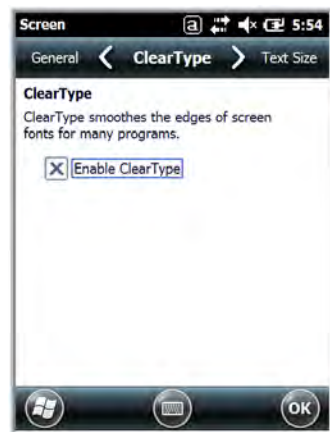 Screen a 5:54
General ClearType Text Size
ClearType
ClearType smoothes the edges of screen
fonts for many programs.
Enable ClearType
OK